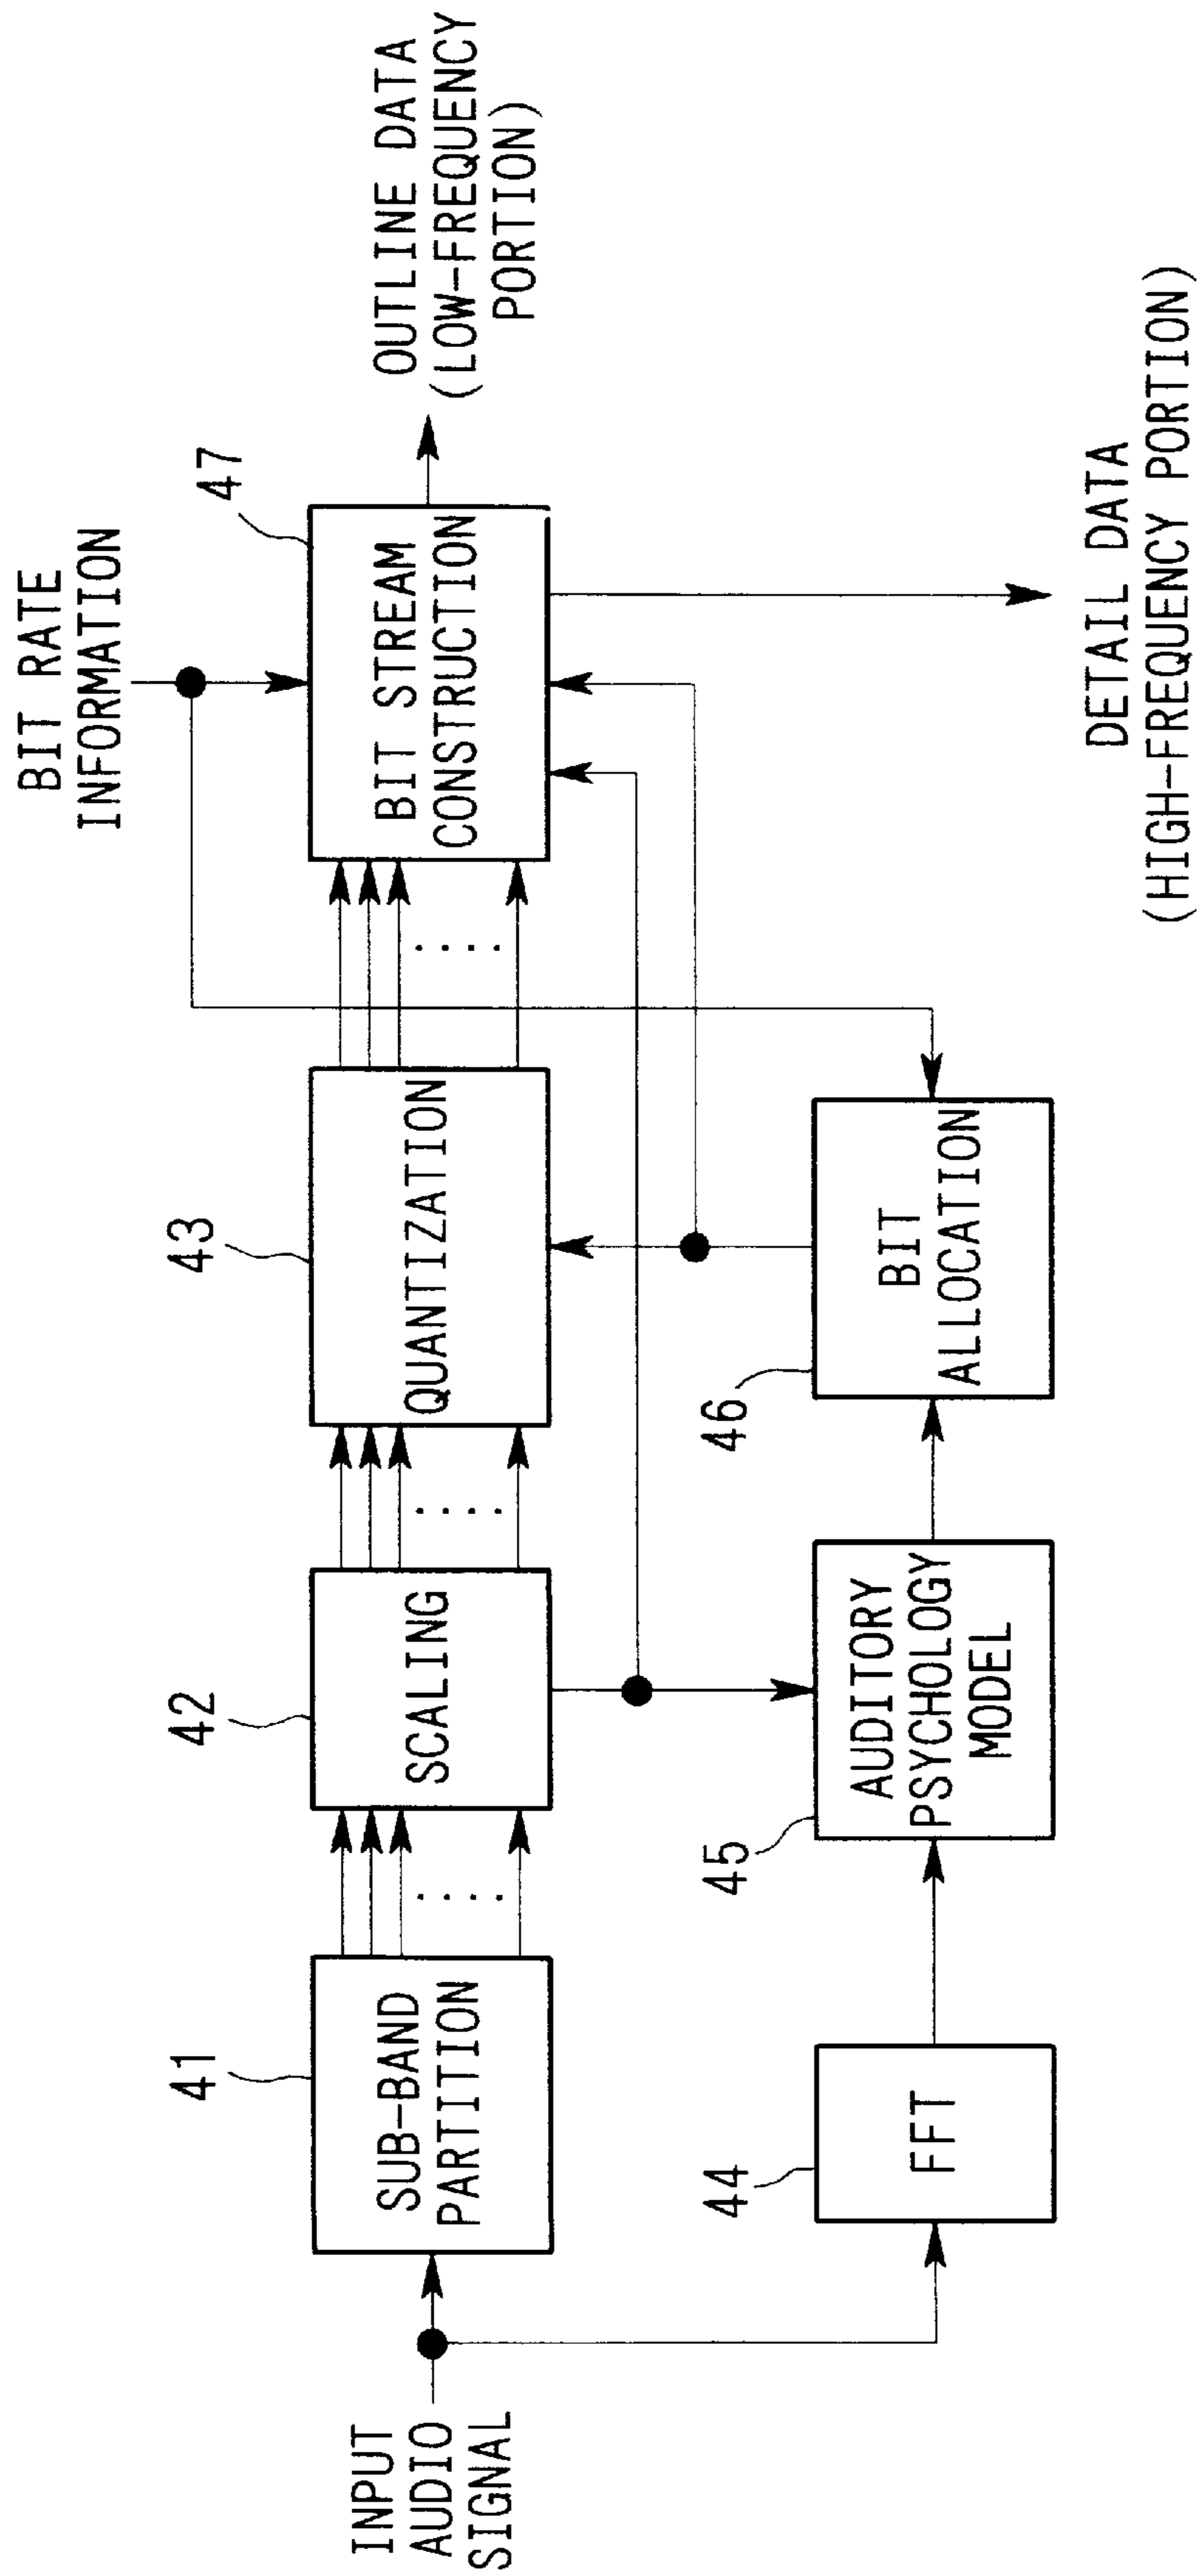 BIT RATE
INFORMATION
47
43
42
41
INPUT
AUDIO
SIGNAL
SUB-BAND
PARTITION
SCALING
QUANTIZATION
BIT STREAM
CONSTRUCTION
OUTLINE DATA
(LOW-FREQUENCY
PORTION)
44
45
46
FFT
AUDITORY
PSYCHOLOGY
MODEL
BIT
ALLOCATION
DETAIL DATA
(HIGH-FREQUENCY PORTION)